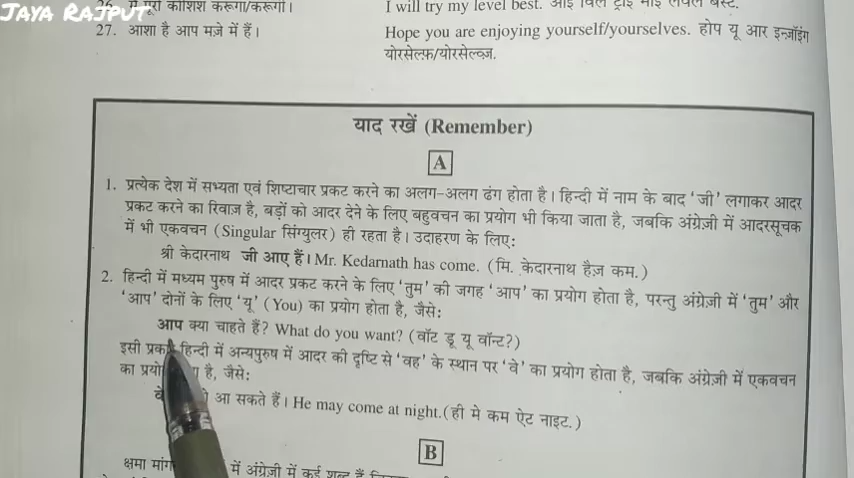 JAYA RAJPUT
26. मैं पूरी कोशिश करूंगा/करूंगी। I will try my level best. आई विल ट्राइ माई लेवल बेस्ट.
27. आशा है आप मज़े में हैं। Hope you are enjoying yourself/yourselves. होप यू आर इन्जॉइंग
योरसेल्फ़/योरसेल्व्ज़.
याद रखें (Remember)
A
1. प्रत्येक देश में सभ्यता एवं शिष्टाचार प्रकट करने का अलग-अलग ढंग होता है। हिन्दी में नाम के बाद ‘जी’ लगाकर आदर
प्रकट करने का रिवाज़ है, बड़ों को आदर देने के लिए बहुवचन का प्रयोग भी किया जाता है, जबकि अंग्रेज़ी में आदरसूचक
में भी एकवचन (Singular सिंग्युलर) ही रहता है। उदाहरण के लिए:
श्री केदारनाथ जी आए हैं। Mr. Kedarnath has come. (मि. केदारनाथ हैज़ कम.)
2. हिन्दी में मध्यम पुरुष में आदर प्रकट करने के लिए ‘तुम’ की जगह ‘आप’ का प्रयोग होता है, परन्तु अंग्रेज़ी में ‘तुम’ और
‘आप’ दोनों के लिए ‘यू’ (You) का प्रयोग होता है, जैसे:
आप क्या चाहते हैं? What do you want? (वॉट डू यू वॉन्ट?)
इसी हिन्दी में अन्यपुरुष में आदर की दृष्टि से ‘वह’ के स्थान पर ‘वे’ का प्रयोग होता है, जबकि अंग्रेज़ी में एकवचन
का है, जैसे:
आ सकते हैं। He may come at night.(ही मे कम ऐट नाइट.)
B
क्षमा में अंग्रेज़ी में कई शब्द हैं